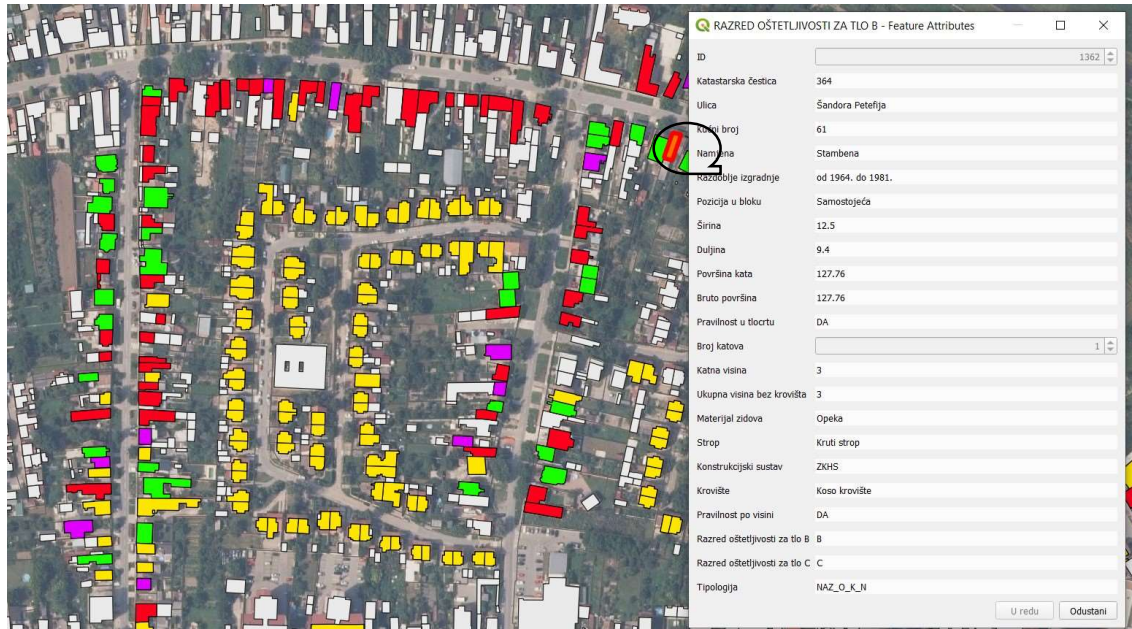 RAZRED OŠTETLJIVOSTI ZA TLO B - Feature Attributes
ID 1362
Katastarska čestica 364
Ulica Šandora Petefija
Kućni broj 61
Namjena Stambena
Razdoblje izgradnje od 1964. do 1981.
Pozicija u bloku Samostojeća
Širina 12.5
Duljina 9.4
Površina kata 127.76
Bruto površina 127.76
Pravilnost u tlocrtu DA
Broj katova 1
Katna visina 3
Ukupna visina bez krovišta 3
Materijal zidova Opeka
Strop Kruti strop
Konstrukcijski sustav ZKHS
Krovište Koso krovište
Pravilnost po visini DA
Razred oštetljivosti za tlo B B
Razred oštetljivosti za tlo C C
Tipologija NAZ_O_K_N
U redu Odustani